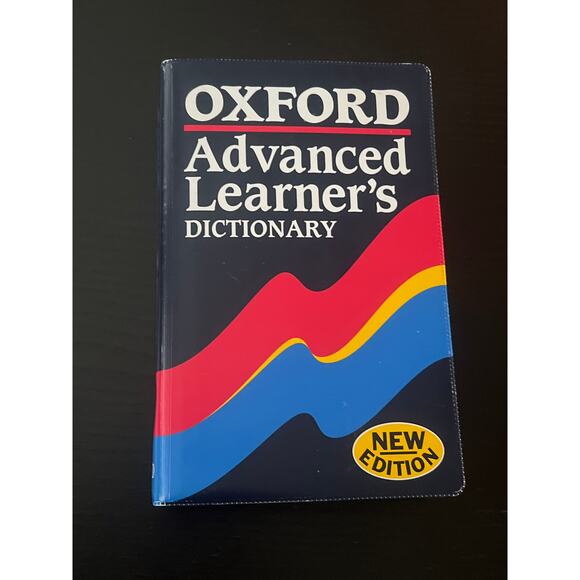 OXFORD
Advanced
Learner's
DICTIONARY
NEW
EDITION